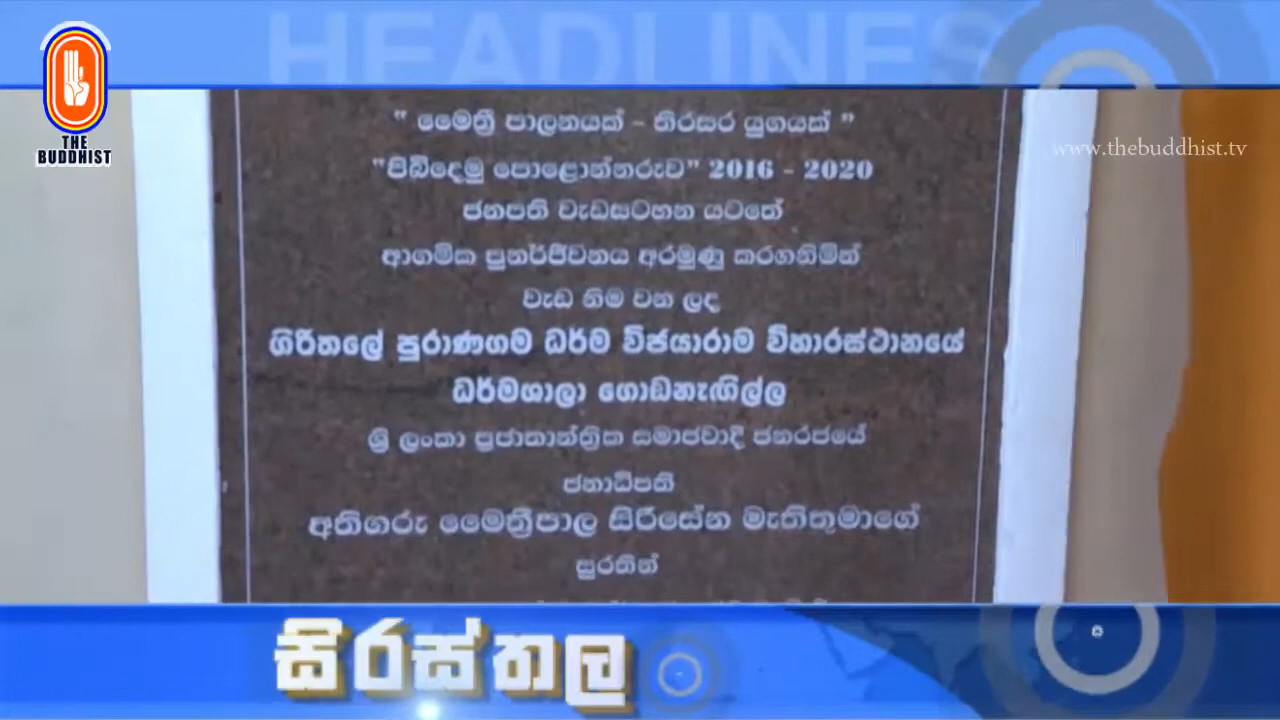 HEADLINES
THE
BUDDHIST
www.thebuddhist.tv
" මෛත්‍රී පාලනයක් - තිරසර යුගයක් "
"පිබිදෙමු පොළොන්නරුව" 2016 - 2020
ජනපති වැඩසටහන යටතේ
ආගමික පුනර්ජීවනය අරමුණු කරගනිමින්
වැඩ නිම වන ලද
ගිරිතලේ පුරාණගම ධර්ම විජයාරාම විහාරස්ථානයේ
ධර්මශාලා ගොඩනැඟිල්ල
ශ්‍රී ලංකා ප්‍රජාතාන්ත්‍රික සමාජවාදී ජනරජයේ
ජනාධිපති
අතිගරු මෛත්‍රීපාල සිරිසේන මැතිතුමාගේ
සුරතින්
සිරස්තල